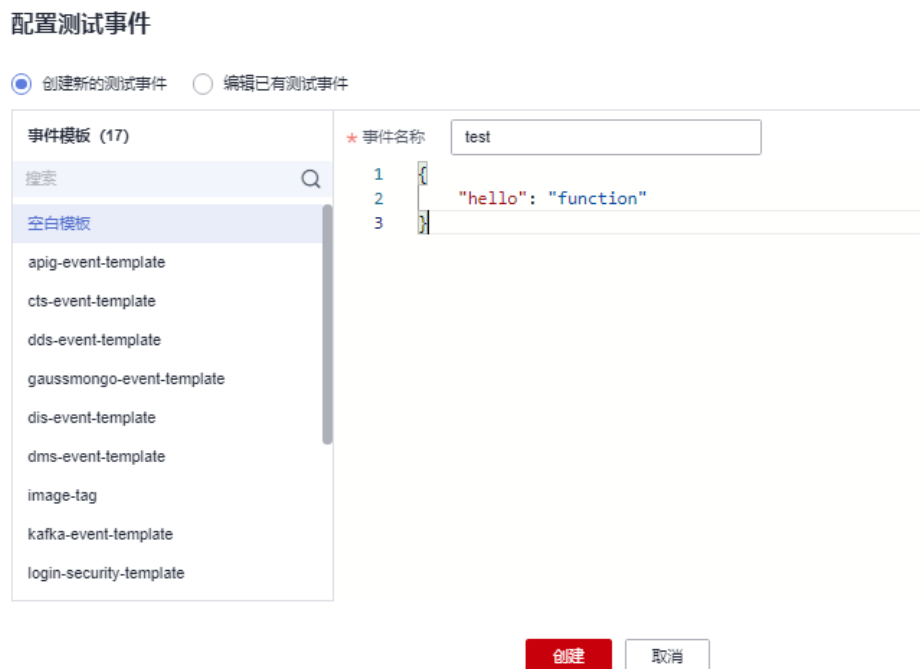 配置测试事件
创建新的测试事件 编辑已有测试事件
事件模板 (17)
搜索
空白模板
apig-event-template
cts-event-template
dds-event-template
gaussmongo-event-template
dis-event-template
dms-event-template
image-tag
kafka-event-template
login-security-template
* 事件名称 test
1 {
2 "hello": "function"
3 }
创建 取消